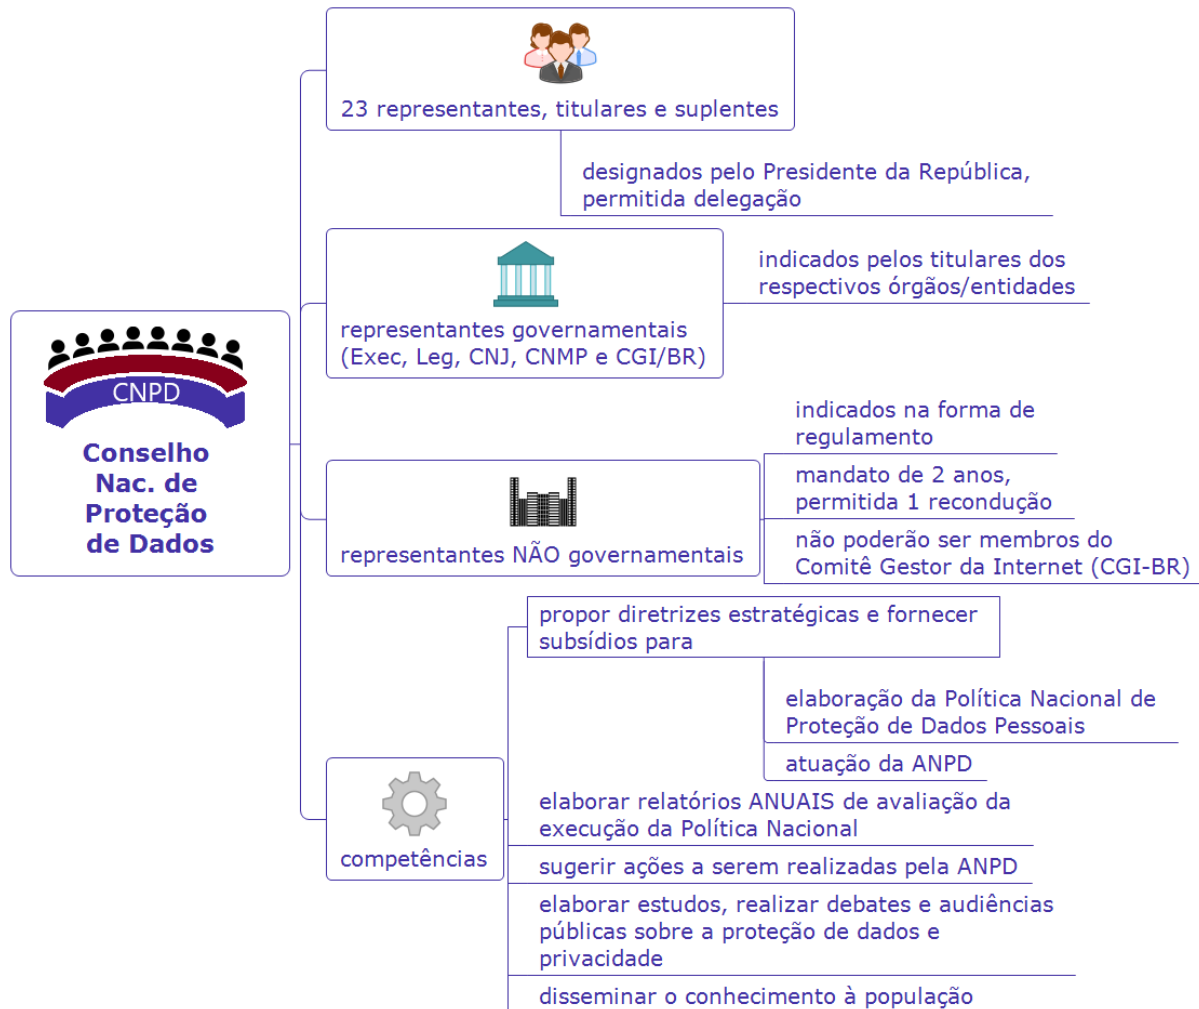 23 representantes, titulares e suplentes
designados pelo Presidente da República,
permitida delegação
representantes governamentais
(Exec, Leg, CNJ, CNMP e CGI/BR)
indicados pelos titulares dos
respectivos órgãos/entidades
CNPD
Conselho
Nac. de
Proteção
de Dados
representantes NÃO governamentais
indicados na forma de
regulamento
mandato de 2 anos,
permitida 1 recondução
não poderão ser membros do
Comitê Gestor da Internet (CGI-BR)
competências
propor diretrizes estratégicas e fornecer
subsídios para
elaboração da Política Nacional de
Proteção de Dados Pessoais
atuação da ANPD
elaborar relatórios ANUAIS de avaliação da
execução da Política Nacional
sugerir ações a serem realizadas pela ANPD
elaborar estudos, realizar debates e audiências
públicas sobre a proteção de dados e
privacidade
disseminar o conhecimento à população